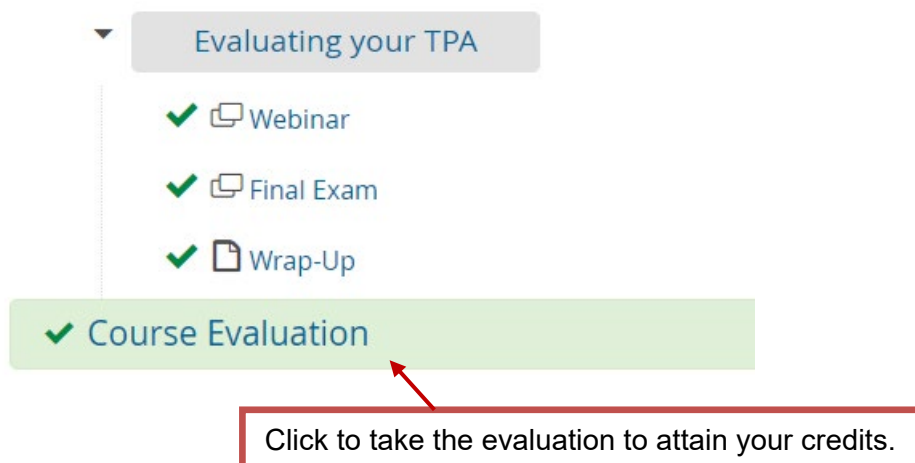 Evaluating your TPA
Webinar
Final Exam
Wrap-Up
Course Evaluation
Click to take the evaluation to attain your credits.